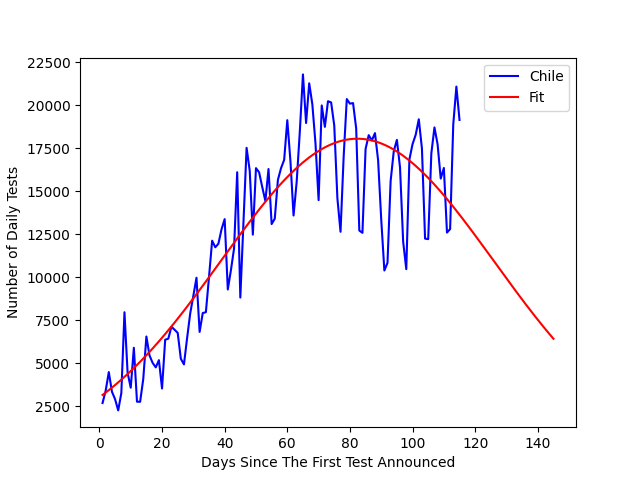 22500
20000
17500
15000
12500
10000
7500
5000
2500
Number of Daily Tests
Chile
Fit
0 20 40 60 80 100 120 140
Days Since The First Test Announced